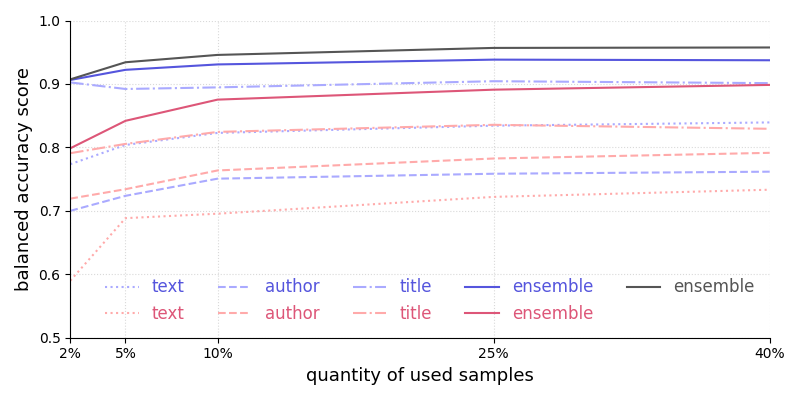 1.0
0.9
0.8
0.7
0.6
0.5
balanced accuracy score
text author title ensemble ensemble
text author title ensemble
2% 5% 10% 25% 40%
quantity of used samples